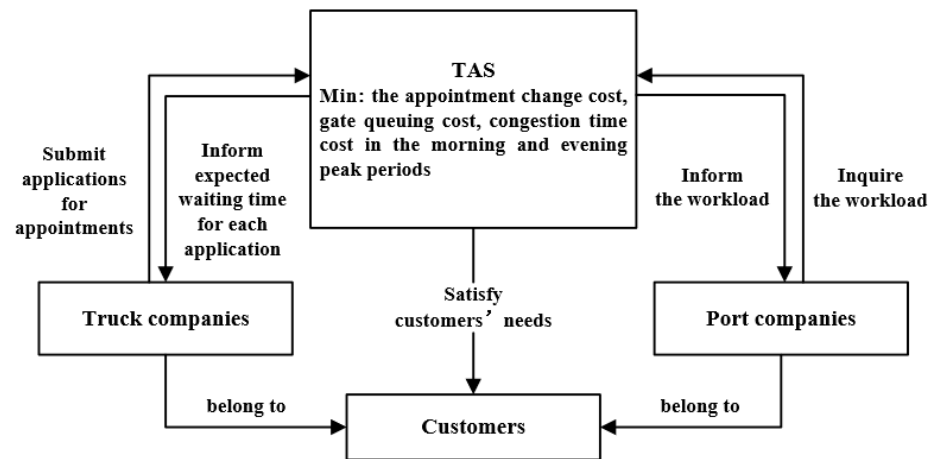 TAS
Min: the appointment change cost,
gate queuing cost, congestion time
cost in the morning and evening
peak periods
Submit
applications
for
appointments
Inform
expected
waiting time
for each
application
Inform
the workload
Inquire
the workload
Truck companies
Satisfy
customers’ needs
Port companies
belong to
belong to
Customers